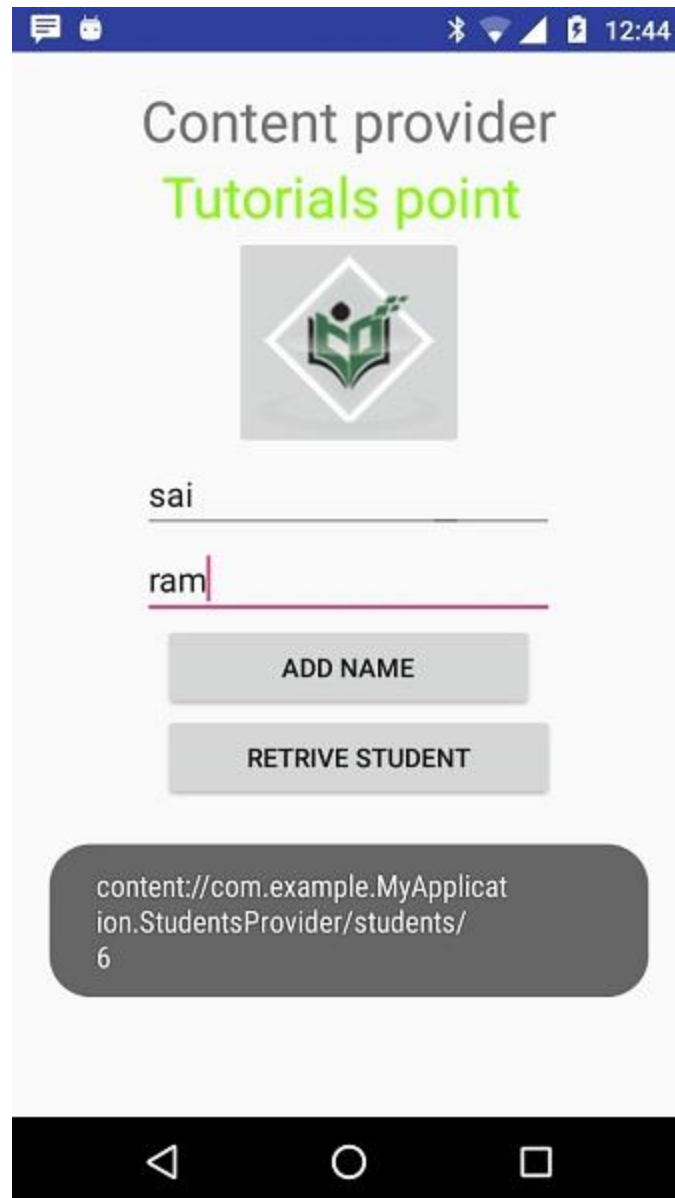 12:44
Content provider
Tutorials point
sai
ram
ADD NAME
RETRIVE STUDENT
content://com.example.MyApplicat
ion.StudentsProvider/students/
6